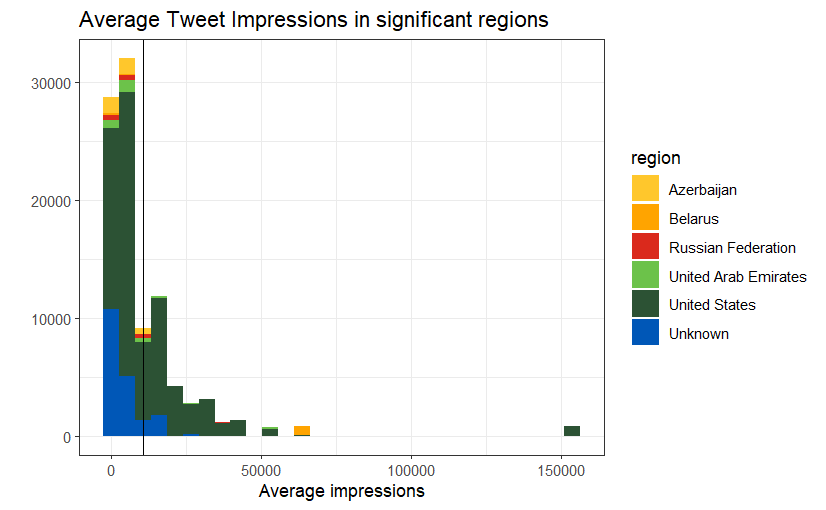 Average Tweet Impressions in significant regions
30000
20000
10000
0
0
50000
100000
150000
Average impressions
region
Azerbaijan
Belarus
Russian Federation
United Arab Emirates
United States
Unknown